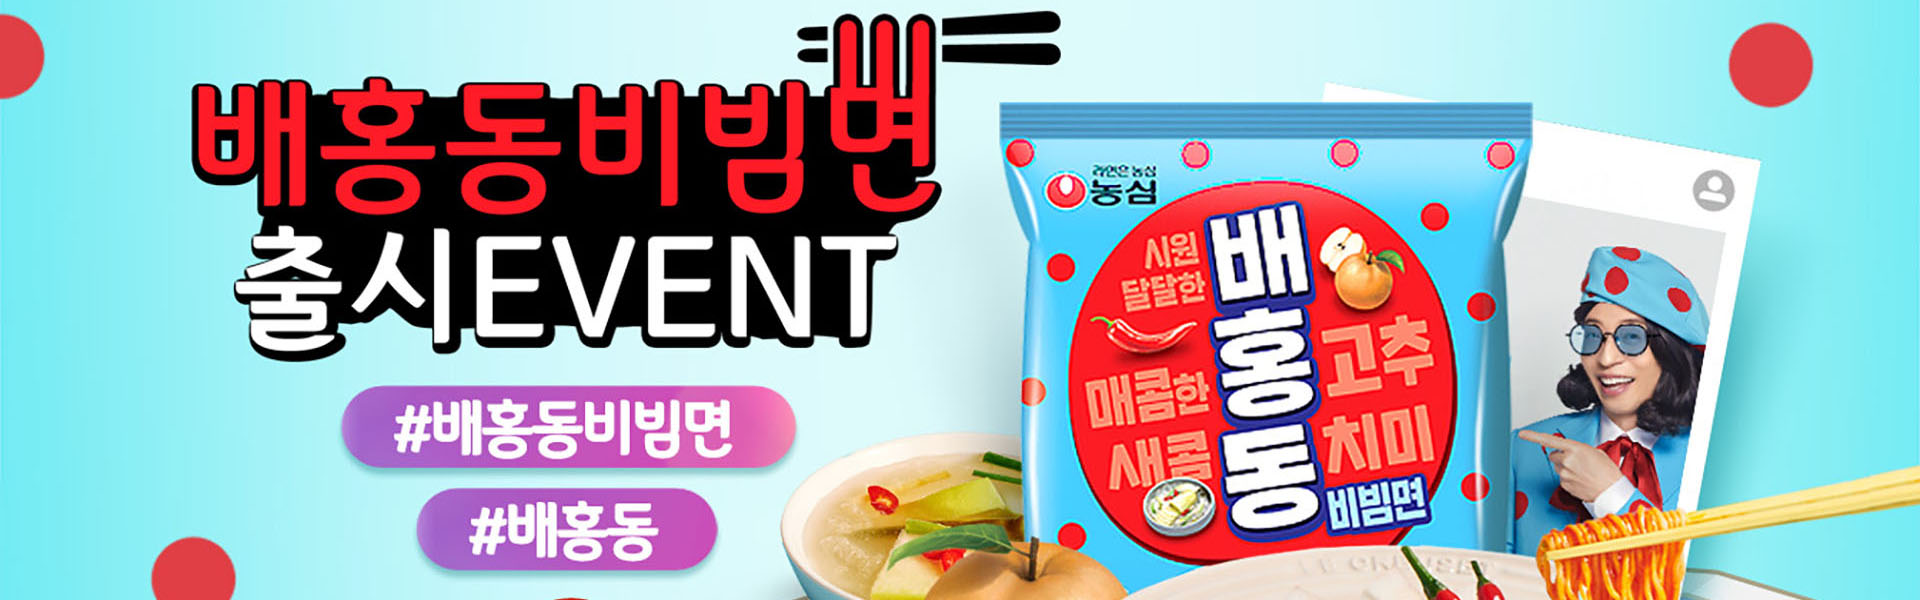 배홍동비빔면
출시EVENT
#배홍동비빔면
#배홍동
라면은 농심
농심
시원
달달한
배
매콤한
홍
고추
새콤
동
치미
비빔면
LE CREUSET